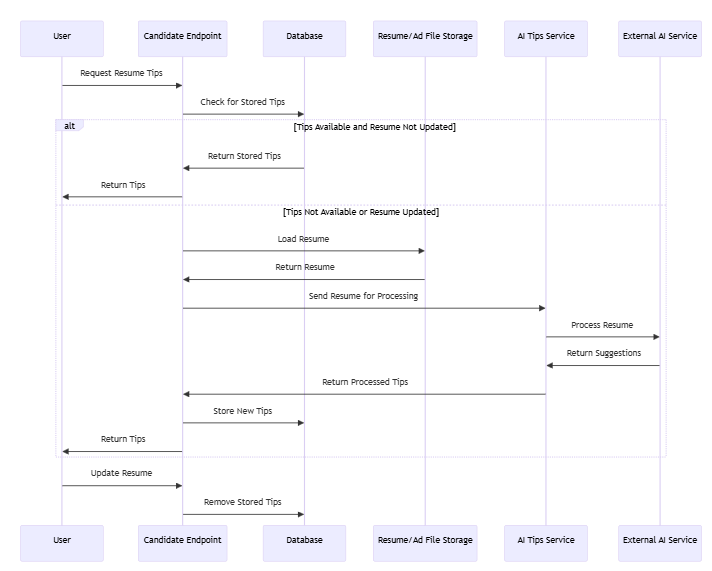 User
Candidate Endpoint
Database
Resume/Ad File Storage
AI Tips Service
External AI Service
Request Resume Tips
Check for Stored Tips
alt
[Tips Available and Resume Not Updated]
Return Stored Tips
Return Tips
[Tips Not Available or Resume Updated]
Load Resume
Return Resume
Send Resume for Processing
Process Resume
Return Suggestions
Return Processed Tips
Store New Tips
Return Tips
Update Resume
Remove Stored Tips
User
Candidate Endpoint
Database
Resume/Ad File Storage
AI Tips Service
External AI Service